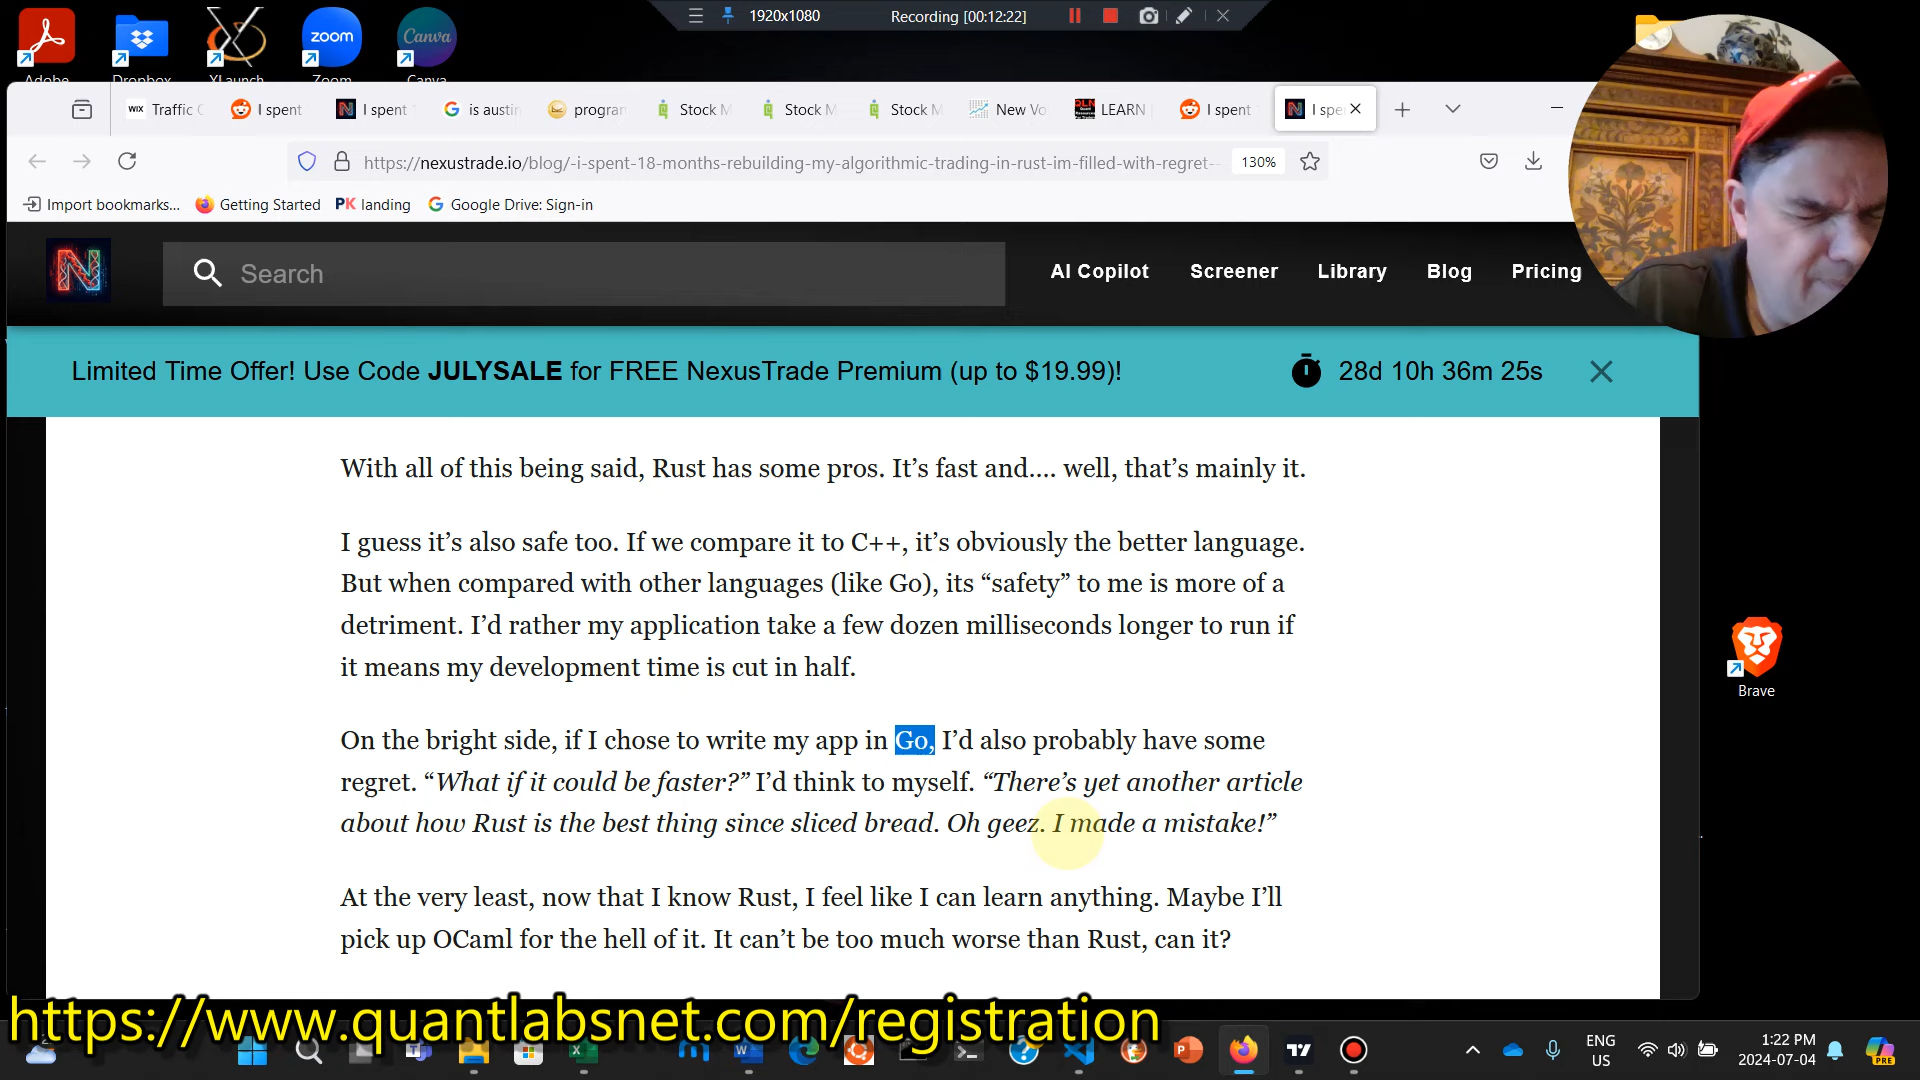 1920x1080 Recording [00:12:22]
Adobe Dropbox XLaunch Zoom Canva
zoom Canva
WIX Traffic I spent I spent is austin progran Stock M Stock M Stock M New Vo QLN LEARN I spent I spe
https://nexustrade.io/blog/-i-spent-18-months-rebuilding-my-algorithmic-trading-in-rust-im-filled-with-regret-- 130%
Import bookmarks... Getting Started PK landing Google Drive: Sign-in
N Search AI Copilot Screener Library Blog Pricing
Limited Time Offer! Use Code JULYSALE for FREE NexusTrade Premium (up to $19.99)! 28d 10h 36m 25s
With all of this being said, Rust has some pros. It’s fast and…. well, that’s mainly it.
I guess it’s also safe too. If we compare it to C++, it’s obviously the better language.
But when compared with other languages (like Go), its “safety” to me is more of a
detriment. I’d rather my application take a few dozen milliseconds longer to run if
it means my development time is cut in half.
Brave
On the bright side, if I chose to write my app in Go, I’d also probably have some
regret. “What if it could be faster?” I’d think to myself. “There’s yet another article
about how Rust is the best thing since sliced bread. Oh geez. I made a mistake!”
At the very least, now that I know Rust, I feel like I can learn anything. Maybe I’ll
pick up OCaml for the hell of it. It can’t be too much worse than Rust, can it?
https://www.quantlabsnet.com/registration
ENG
US
1:22 PM
2024-07-04
PRE